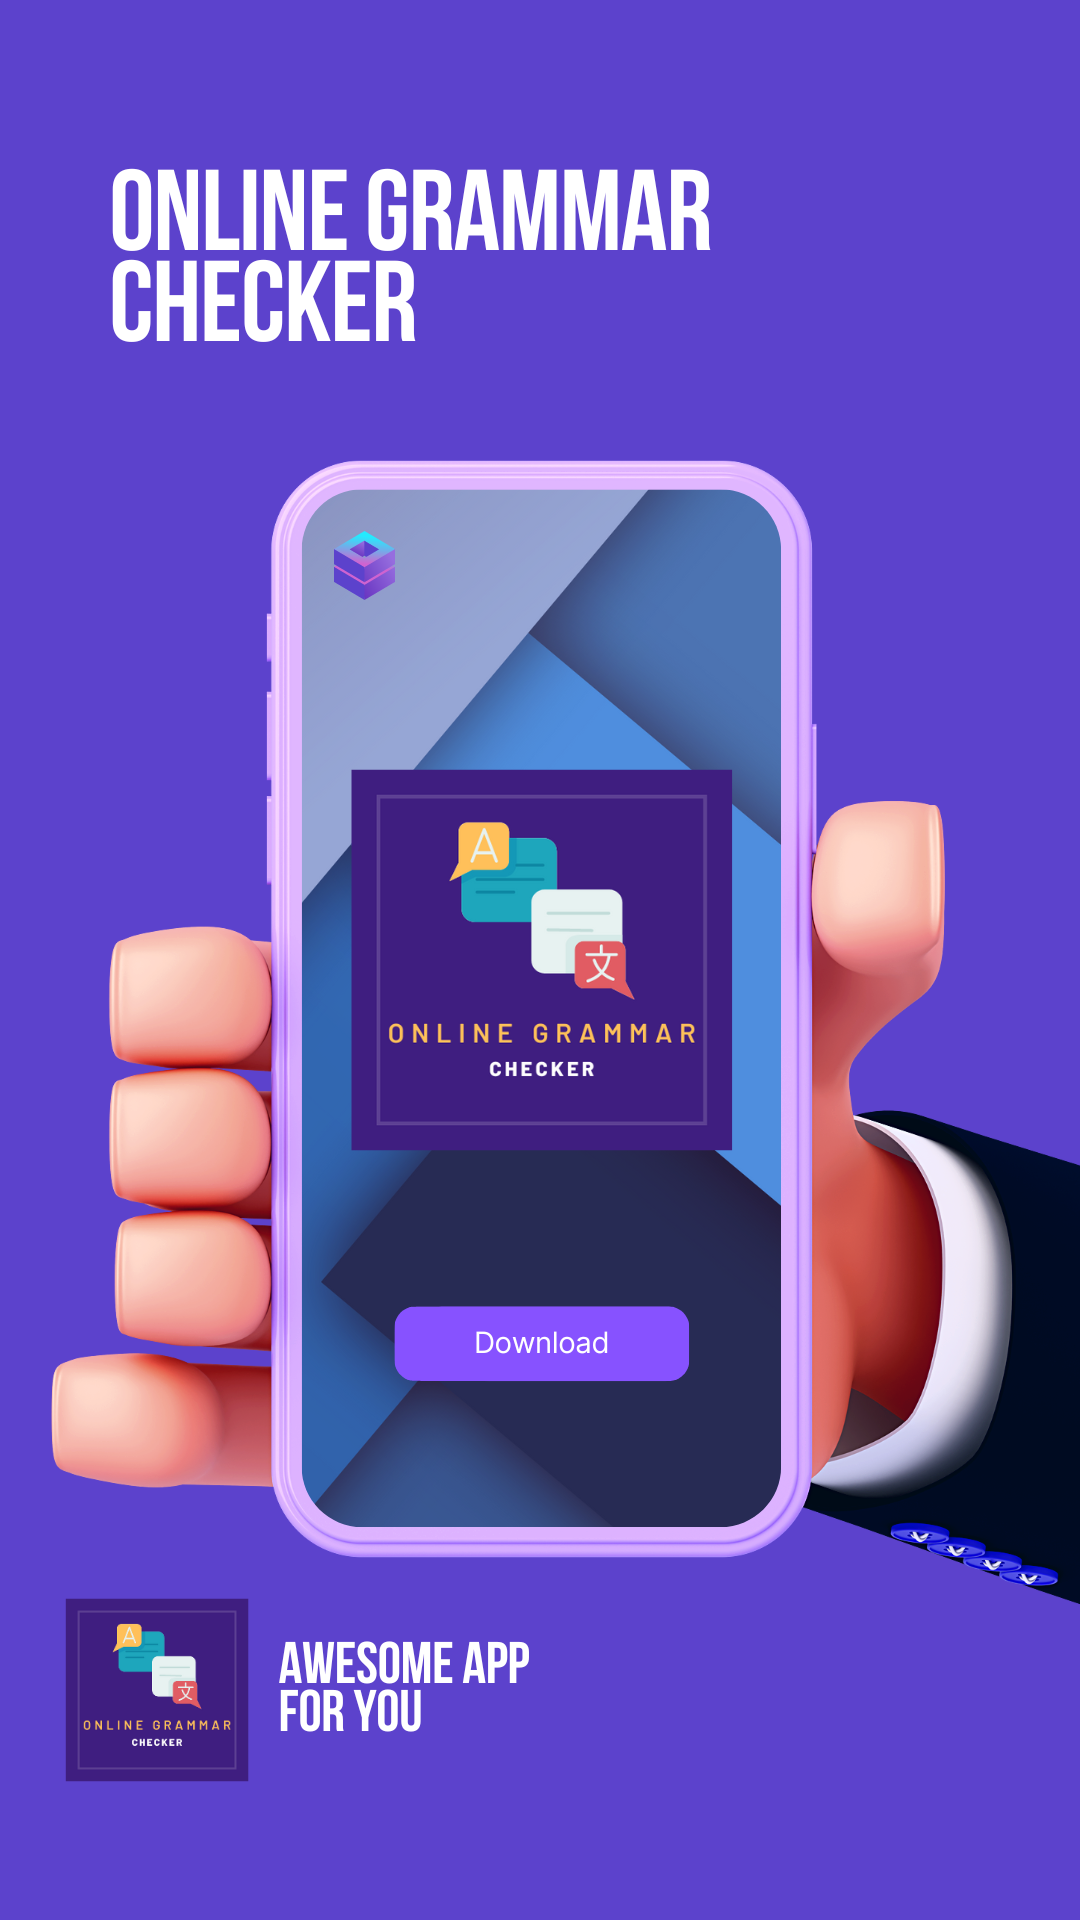 ONLINE GRAMMAR
CHECKER
A
文
ONLINE GRAMMAR
CHECKER
Download
A
文
ONLINE GRAMMAR
CHECKER
AWESOME APP
FOR YOU